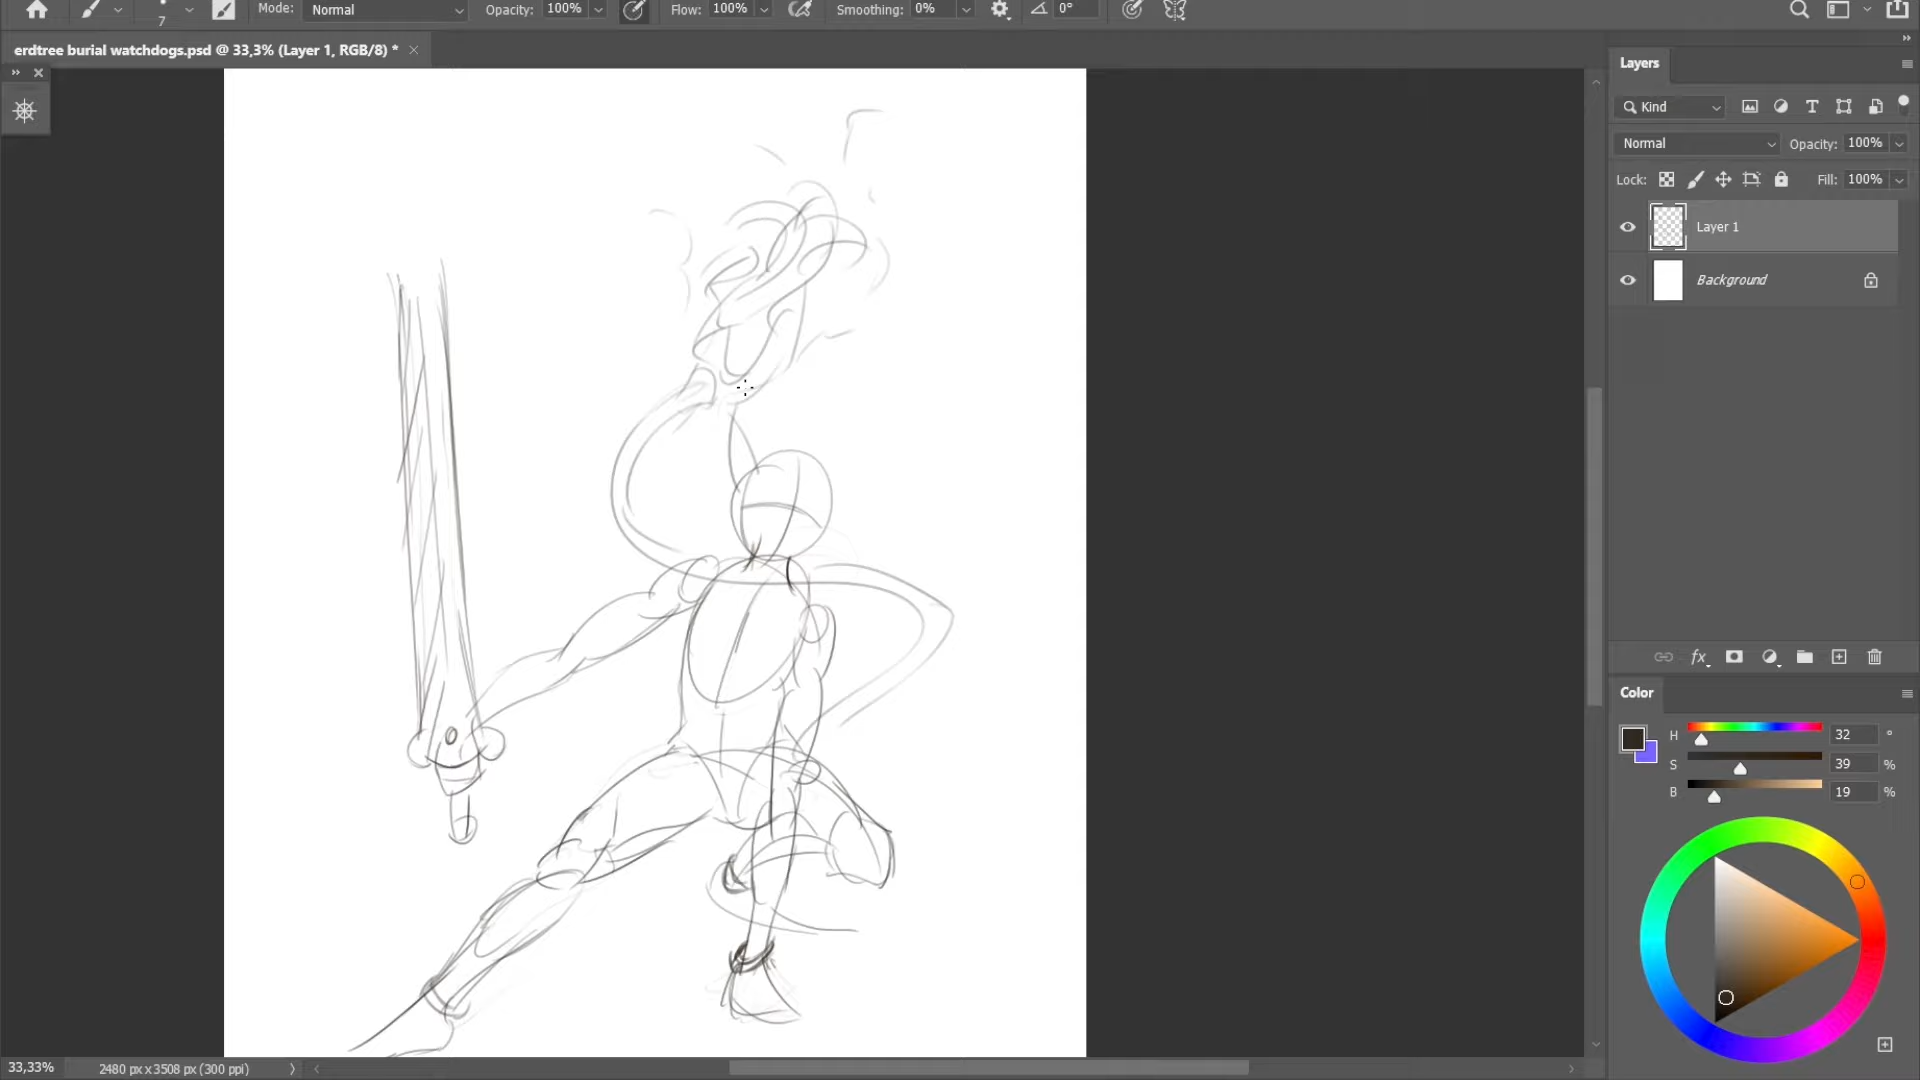 Mode: Normal Opacity: 100% Flow: 100% Smoothing: 0% 0°
7
erdtree burial watchdogs.psd @ 33,3% (Layer 1, RGB/8) *
Layers
Kind
Normal Opacity: 100%
Lock: Fill: 100%
Layer 1
Background
fx
Color
H 32 °
S 39 %
B 19 %
33,33% 2480 px x 3508 px (300 ppi)